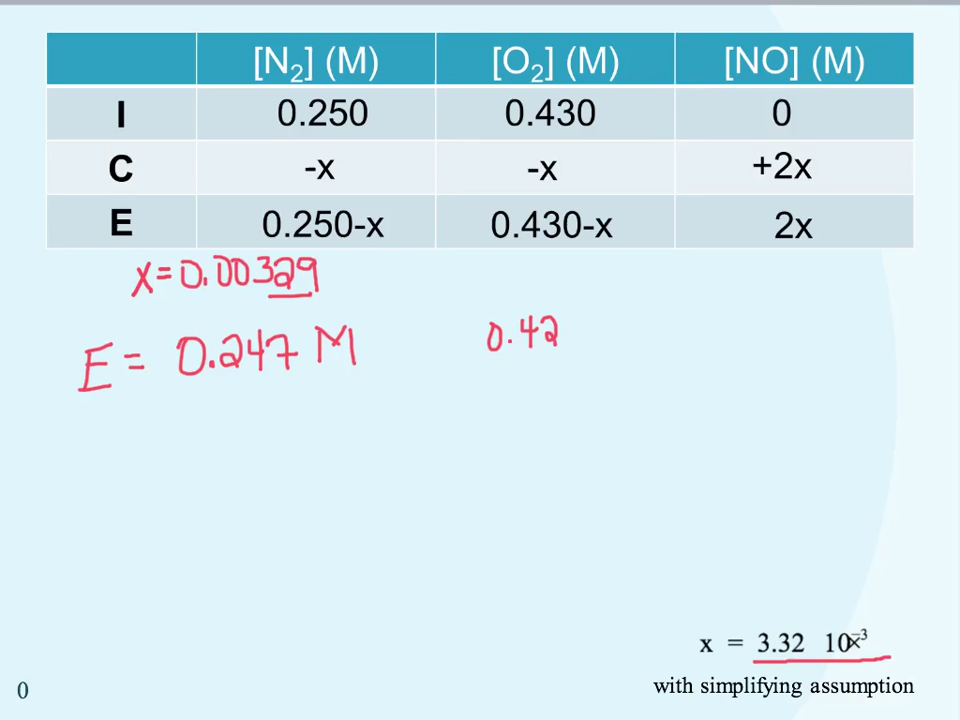 [N₂] (M) [O₂] (M) [NO] (M)
I 0.250 0.430 0
C -x -x +2x
E 0.250-x 0.430-x 2x
x=0.00329
E= 0.247 M 0.42
x = 3.32 10×⁻³
with simplifying assumption
0